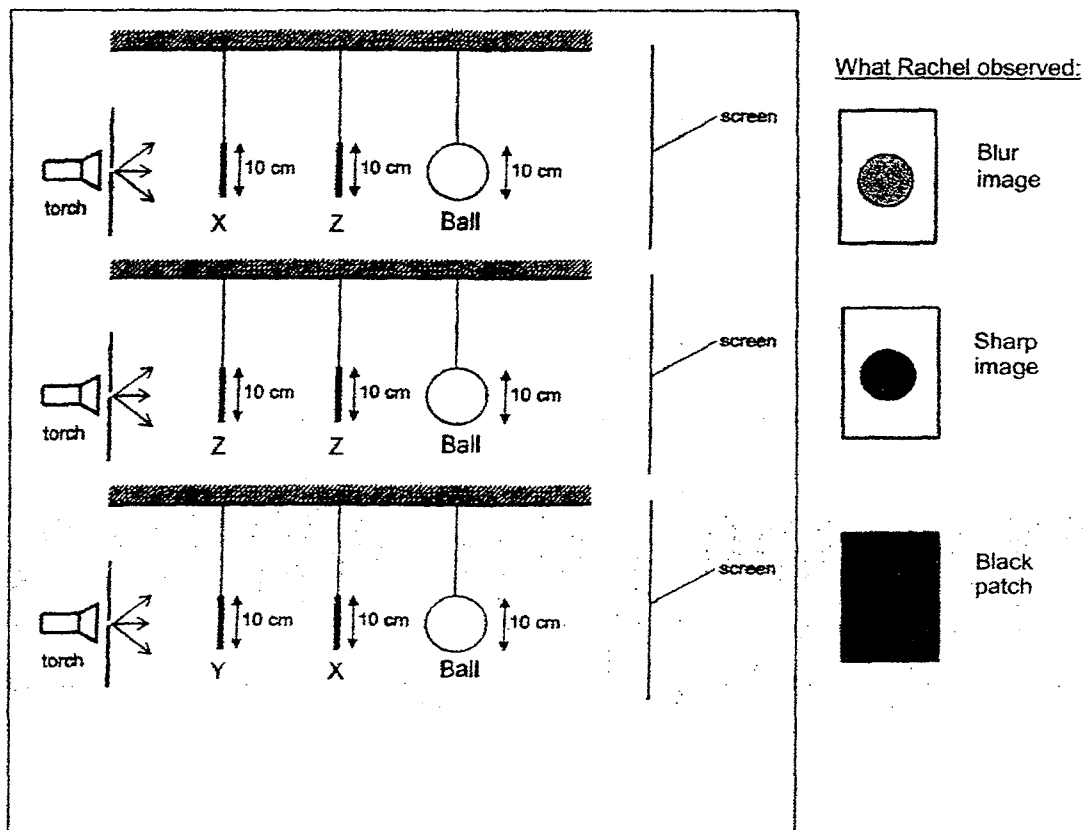 What Rachel observed:
screen
10 cm
10 cm
10 cm
torch
X
Z
Ball
Blur
image
screen
10 cm
10 cm
10 cm
torch
Z
Z
Ball
Sharp
image
screen
10 cm
10 cm
10 cm
torch
Y
X
Ball
Black
patch